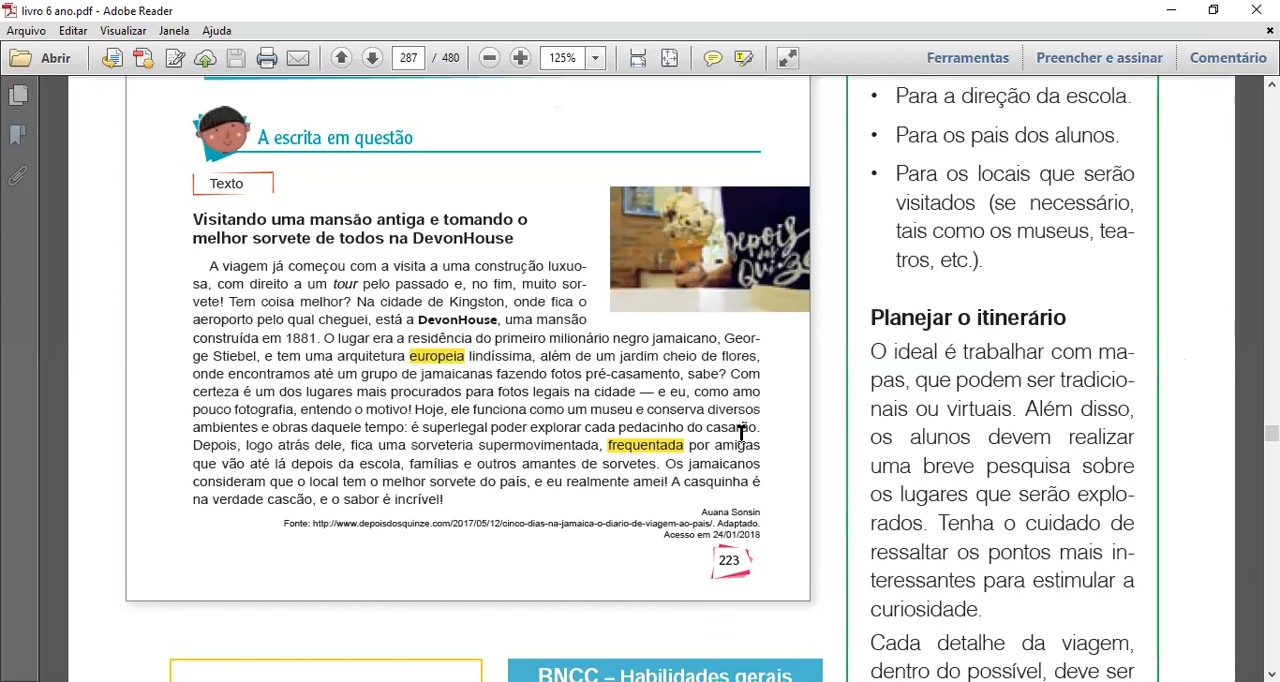 livro 6 ano.pdf - Adobe Reader
Arquivo Editar Visualizar Janela Ajuda
Abrir 287 / 480 125% Ferramentas Preencher e assinar Comentário
A escrita em questão
Texto
Visitando uma mansão antiga e tomando o
melhor sorvete de todos na DevonHouse
Depois
dos
Quinze
A viagem já começou com a visita a uma construção luxuo-
sa, com direito a um tour pelo passado e, no fim, muito sor-
vete! Tem coisa melhor? Na cidade de Kingston, onde fica o
aeroporto pelo qual cheguei, está a DevonHouse, uma mansão
construída em 1881. O lugar era a residência do primeiro milionário negro jamaicano, Geor-
ge Stiebel, e tem uma arquitetura europeia lindíssima, além de um jardim cheio de flores,
onde encontramos até um grupo de jamaicanas fazendo fotos pré-casamento, sabe? Com
certeza é um dos lugares mais procurados para fotos legais na cidade — e eu, como amo
pouco fotografia, entendo o motivo! Hoje, ele funciona como um museu e conserva diversos
ambientes e obras daquele tempo: é superlegal poder explorar cada pedacinho do casarão.
Depois, logo atrás dele, fica uma sorveteria supermovimentada, frequentada por amigas
que vão até lá depois da escola, famílias e outros amantes de sorvetes. Os jamaicanos
consideram que o local tem o melhor sorvete do país, e eu realmente amei! A casquinha é
na verdade cascão, e o sabor é incrível!
Auana Sonsin
Fonte: http://www.depoisdosquinze.com/2017/05/12/cinco-dias-na-jamaica-o-diario-de-viagem-ao-pais/. Adaptado.
Acesso em 24/01/2018
223
BNCC – Habilidades gerais
• Para a direção da escola.
• Para os pais dos alunos.
• Para os locais que serão
visitados (se necessário,
tais como os museus, tea-
tros, etc.).
Planejar o itinerário
O ideal é trabalhar com ma-
pas, que podem ser tradicio-
nais ou virtuais. Além disso,
os alunos devem realizar
uma breve pesquisa sobre
os lugares que serão explo-
rados. Tenha o cuidado de
ressaltar os pontos mais in-
teressantes para estimular a
curiosidade.
Cada detalhe da viagem,
dentro do possível, deve ser